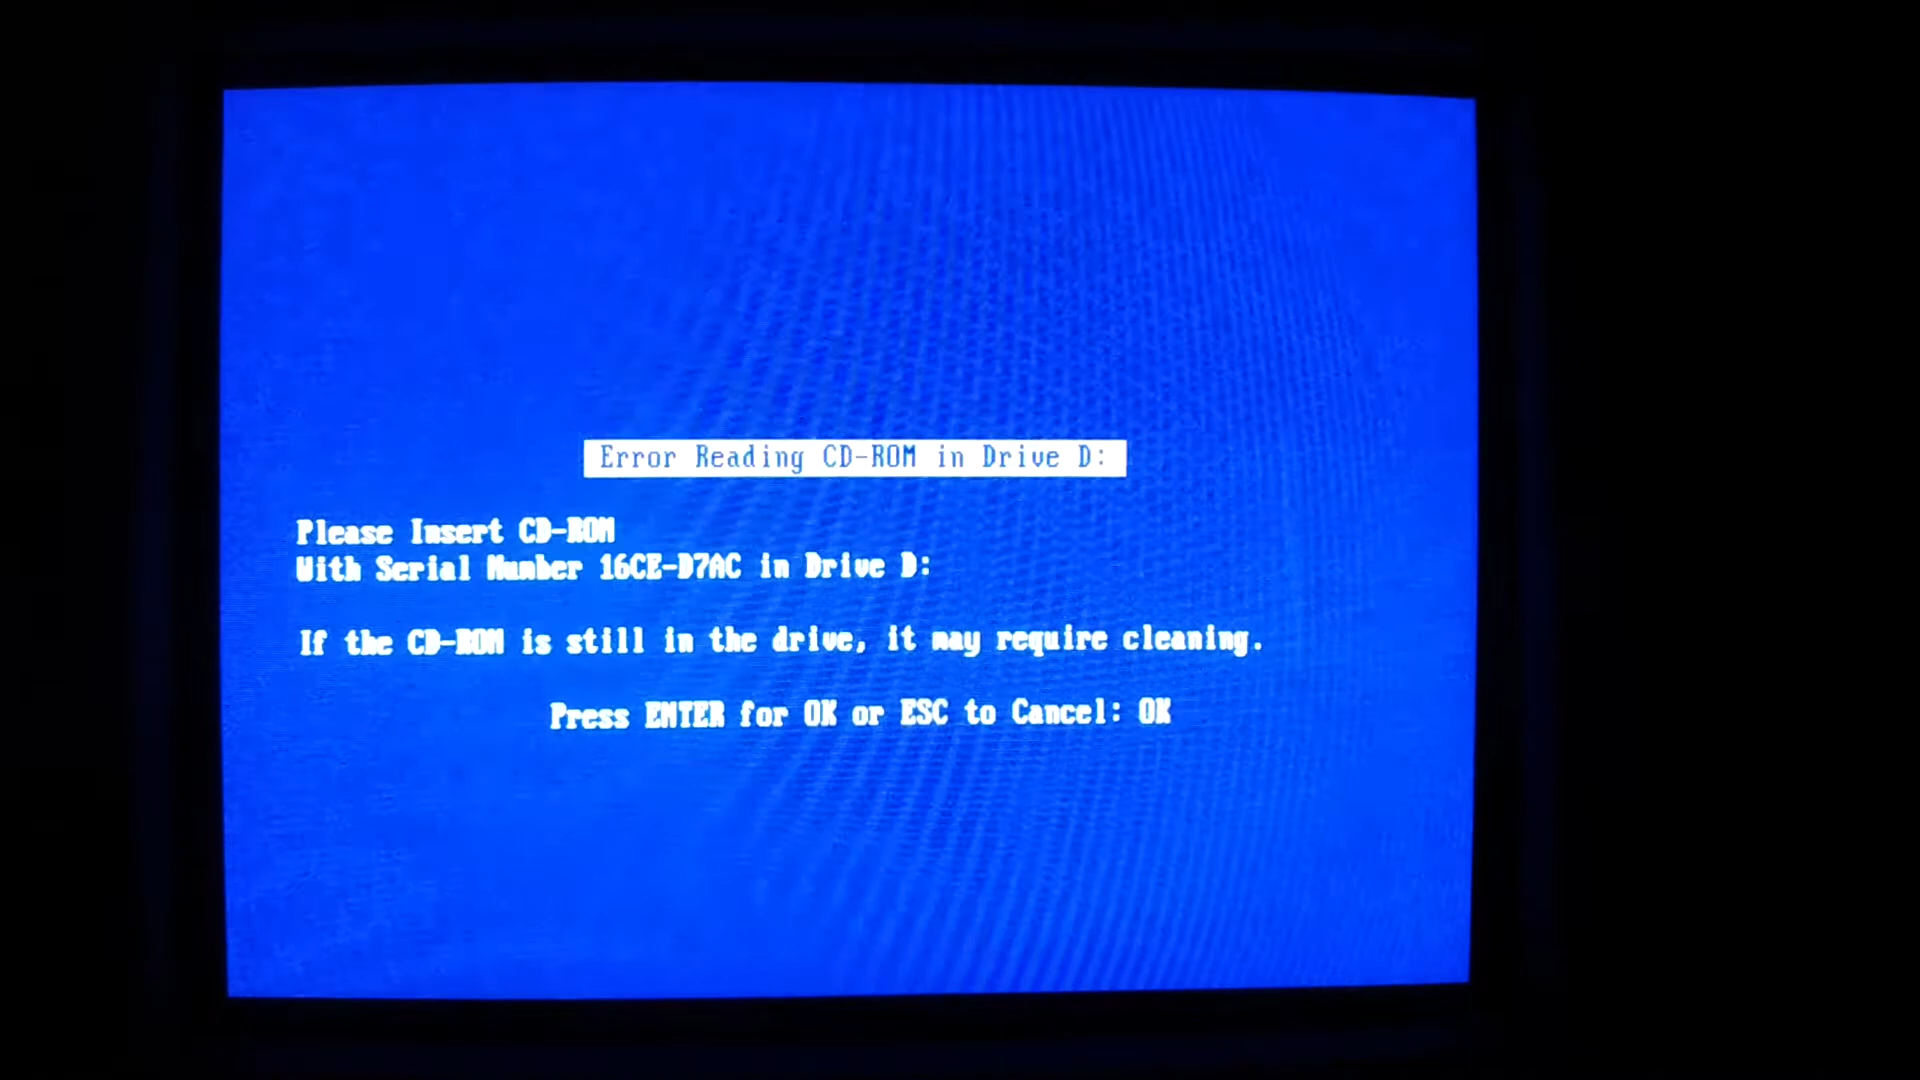 Error Reading CD-ROM in Drive D:
Please Insert CD-ROM
With Serial Number 16CE-D7AC in Drive D:
If the CD-ROM is still in the drive, it may require cleaning.
Press ENTER for OK or ESC to Cancel: OK